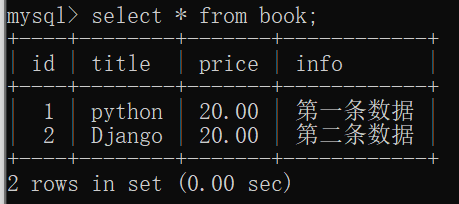 mysql> select * from book;
+----+--------+-------+------------+
| id | title  | price | info       |
+----+--------+-------+------------+
|  1 | python | 20.00 | 第一条数据 |
|  2 | Django | 20.00 | 第二条数据 |
+----+--------+-------+------------+
2 rows in set (0.00 sec)